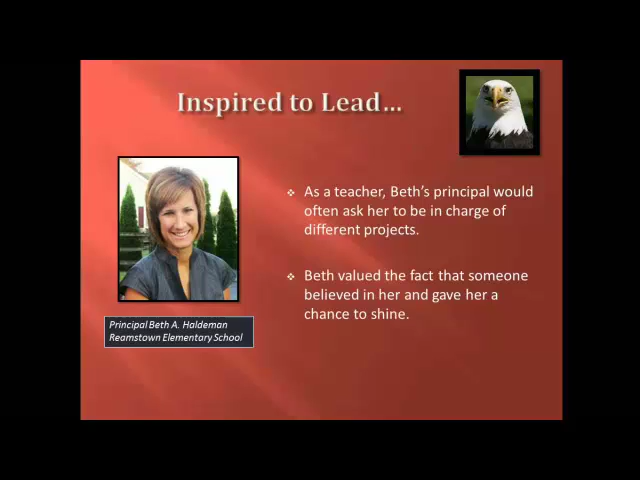 Inspired to Lead...
As a teacher, Beth's principal would
often ask her to be in charge of
different projects.
Beth valued the fact that someone
believed in her and gave her a
chance to shine.
Principal Beth A. Haldeman
Reamstown Elementary School